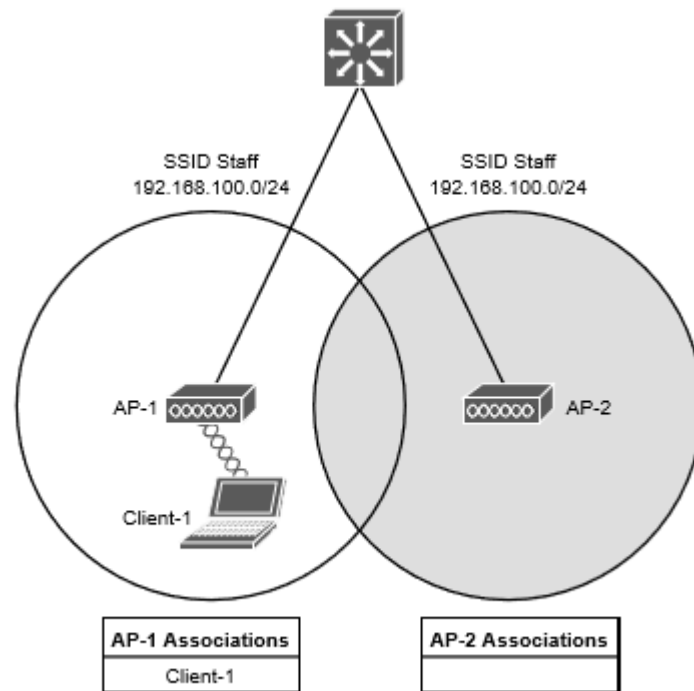 SSID Staff
192.168.100.0/24
SSID Staff
192.168.100.0/24
AP-1
AP-2
Client-1
AP-1 Associations
Client-1
AP-2 Associations